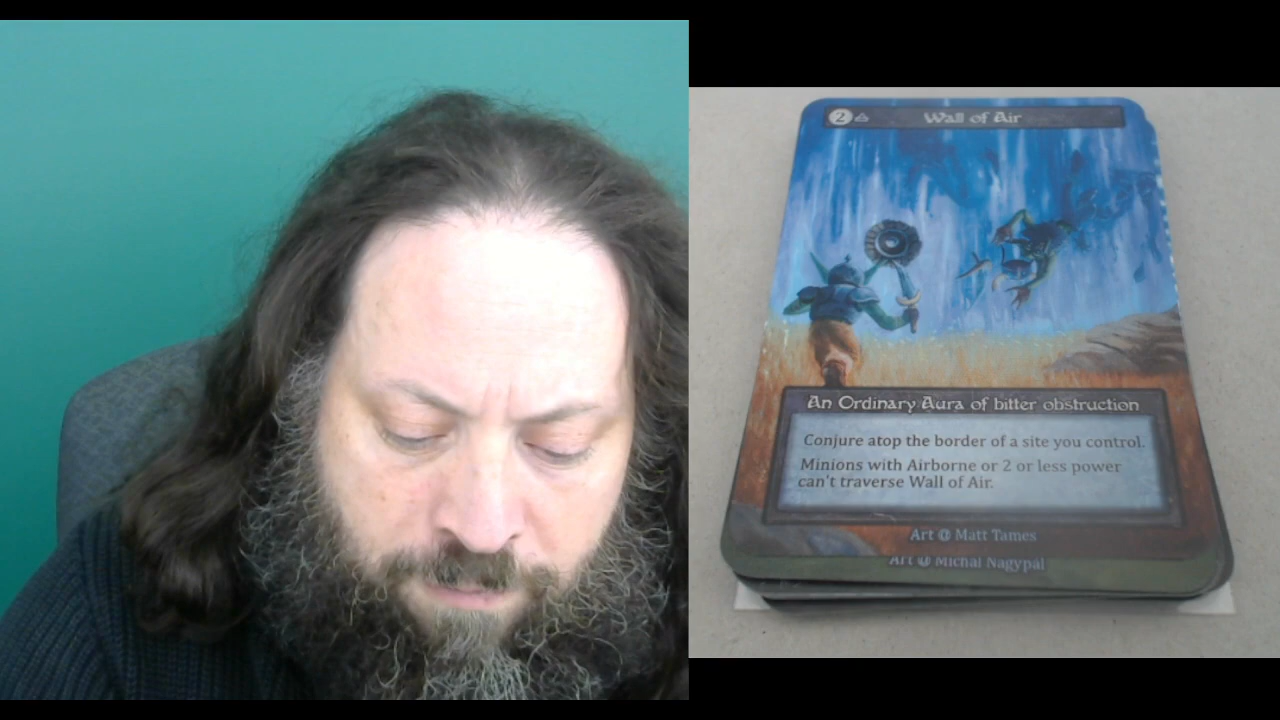 2
Wall of Air
An Ordinary Aura of bitter obstruction
Conjure atop the border of a site you control.
Minions with Airborne or 2 or less power
can't traverse Wall of Air.
Art @ Matt Tames
Art @ Michal Nagypál